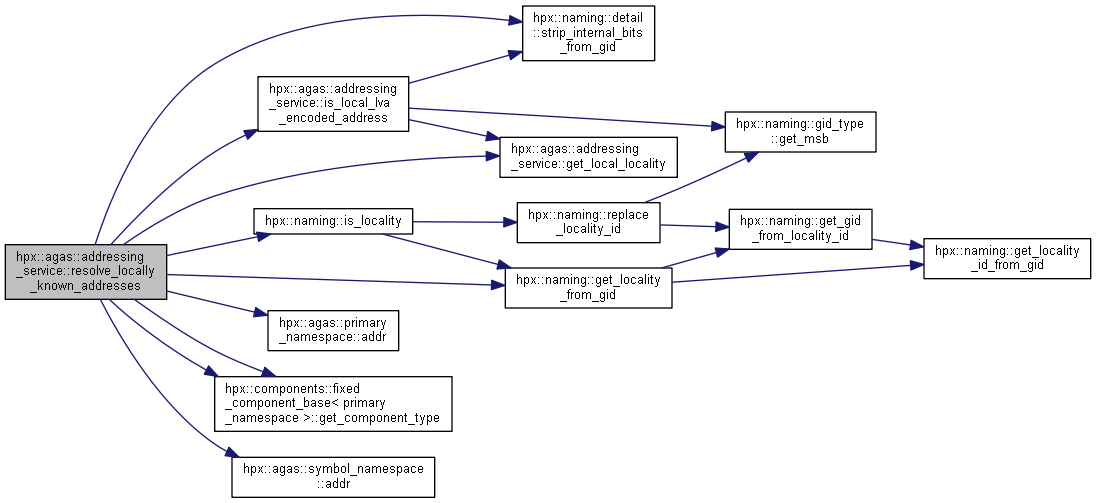 hpx::naming::detail
::strip_internal_bits
_from_gid
hpx::agas::addressing
_service::is_local_lva
_encoded_address
hpx::naming::gid_type
::get_msb
hpx::agas::addressing
_service::get_local_locality
hpx::naming::is_locality
hpx::naming::replace
_locality_id
hpx::naming::get_gid
_from_locality_id
hpx::naming::get_locality
_id_from_gid
hpx::agas::addressing
_service::resolve_locally
_known_addresses
hpx::naming::get_locality
_from_gid
hpx::agas::primary
_namespace::addr
hpx::components::fixed
_component_base< primary
_namespace >::get_component_type
hpx::agas::symbol_namespace
::addr